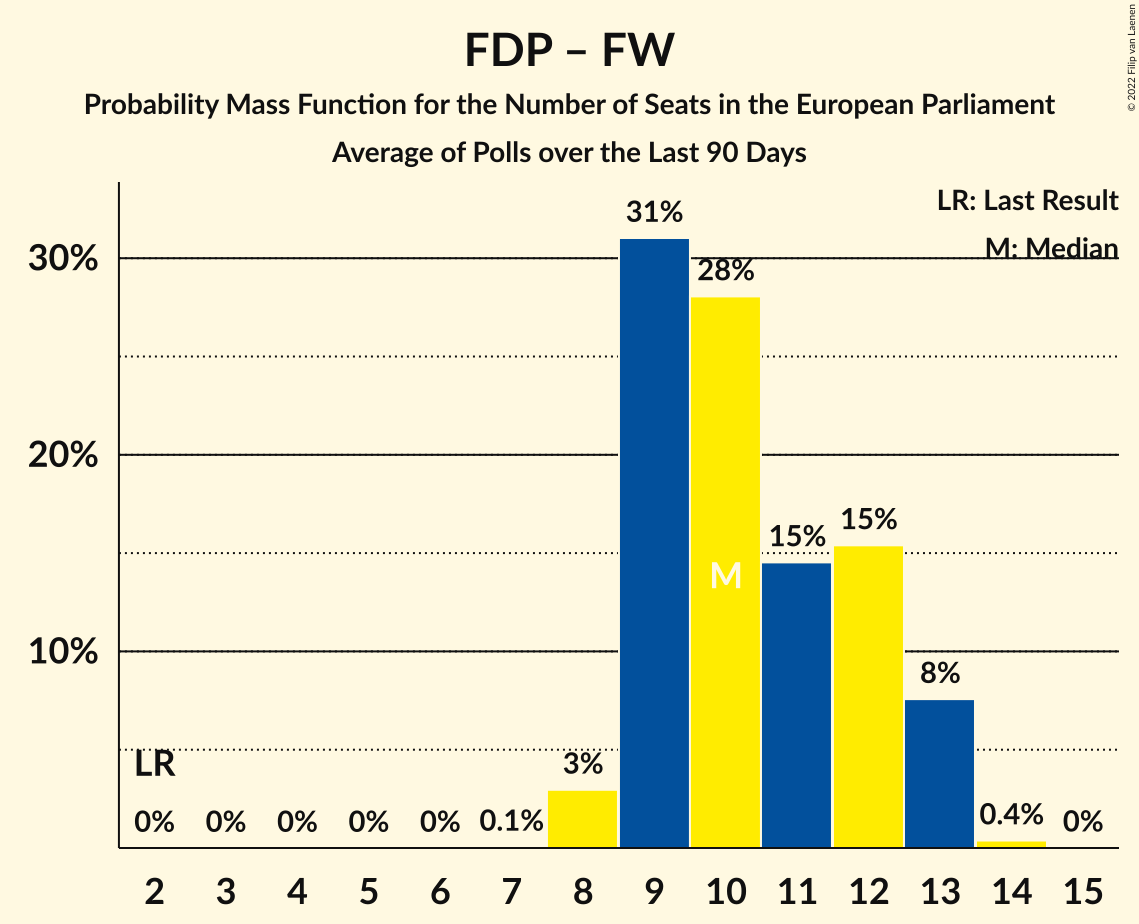 FDP – FW
Probability Mass Function for the Number of Seats in the European Parliament
Average of Polls over the Last 90 Days
© 2022 Filip van Laenen
LR: Last Result
M: Median
30%
20%
10%
LR
0%
0%
0%
0%
0%
0.1%
3%
31%
28%
M
15%
15%
8%
0.4%
0%
2 3 4 5 6 7 8 9 10 11 12 13 14 15